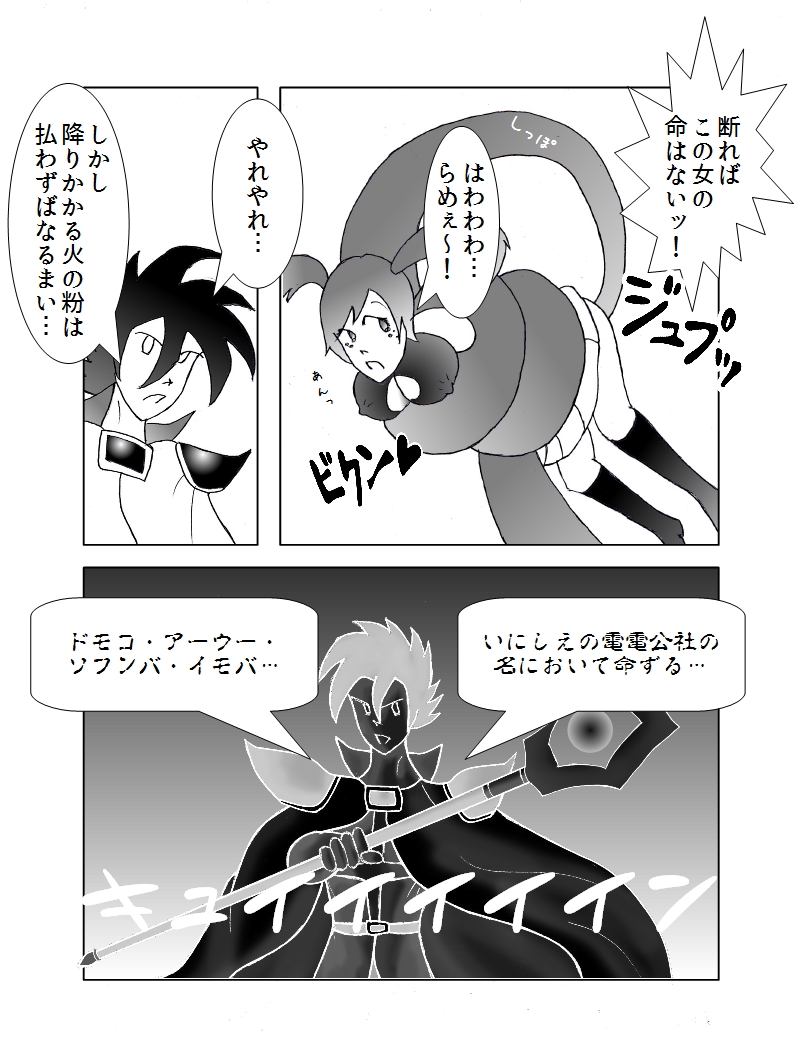 断れば
この女の
命はないッ！
しっぽ
はわわわ…
らめぇ～！
ジュプッ
あんっ
ビクン♥
やれやれ…
しかし
降りかかる火の粉は
払わずばなるまい…
いにしえの電電公社の
名において命ずる…
ドモコ・アーウー・
ソフンバ・イモバ…
キュイイイイイン